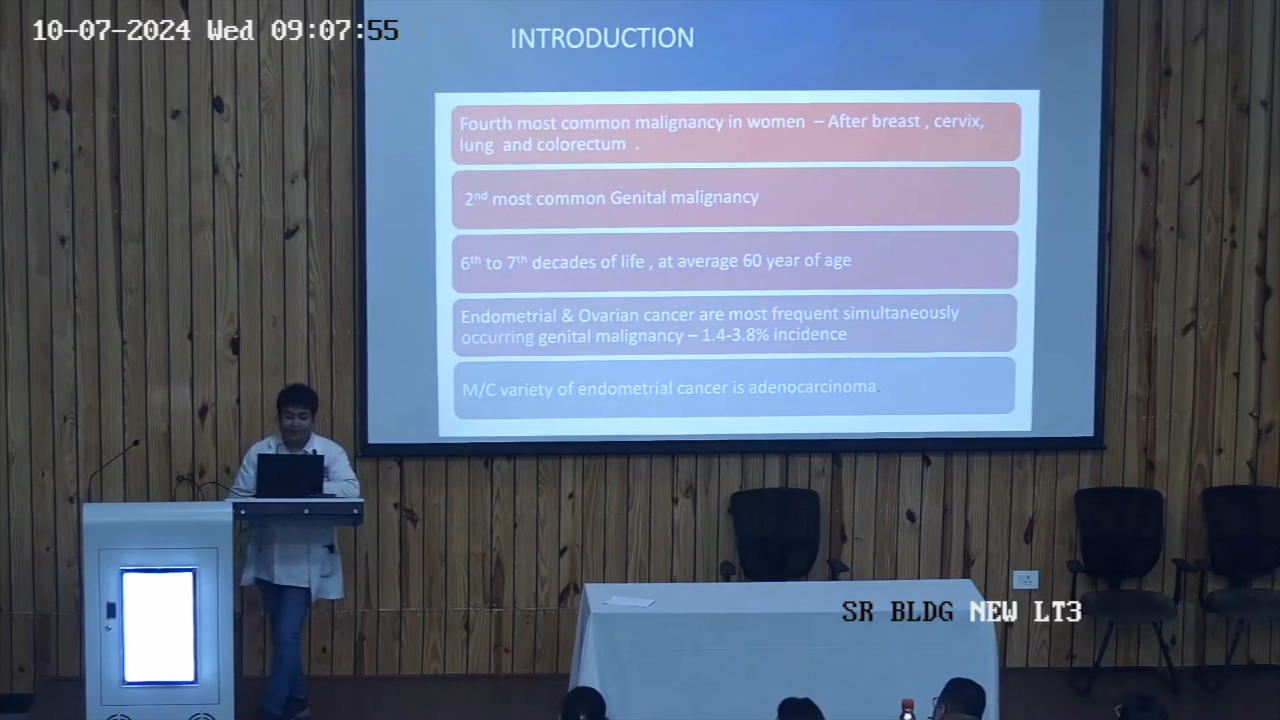 10-07-2024 Wed 09:07:55
INTRODUCTION
Fourth most common malignancy in women – After breast , cervix,
lung and colorectum .
2nd most common Genital malignancy
6th to 7th decades of life , at average 60 year of age
Endometrial & Ovarian cancer are most frequent simultaneously
occurring genital malignancy – 1.4-3.8% incidence
M/C variety of endometrial cancer is adenocarcinoma.
SR BLDG NEW LT3